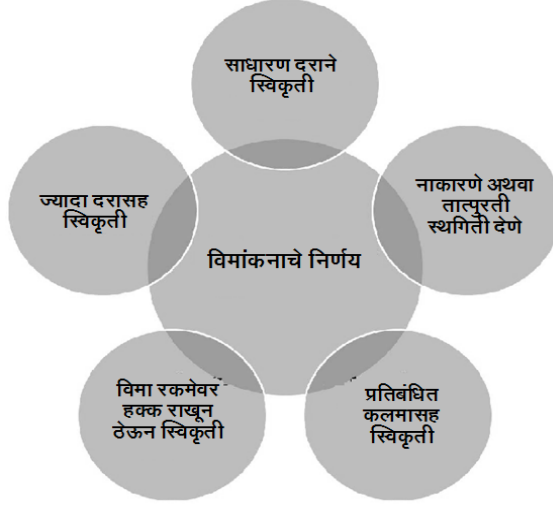 साधारण दराने
स्विकृती
नाकारणे अथवा
तात्पुरती
स्थगिती देणे
ज्यादा दरासह
स्विकृती
विमांकनाचे निर्णय
विमा रकमेवर
हक्क राखून
ठेऊन स्विकृती
प्रतिबंधित
कलमासह
स्विकृती